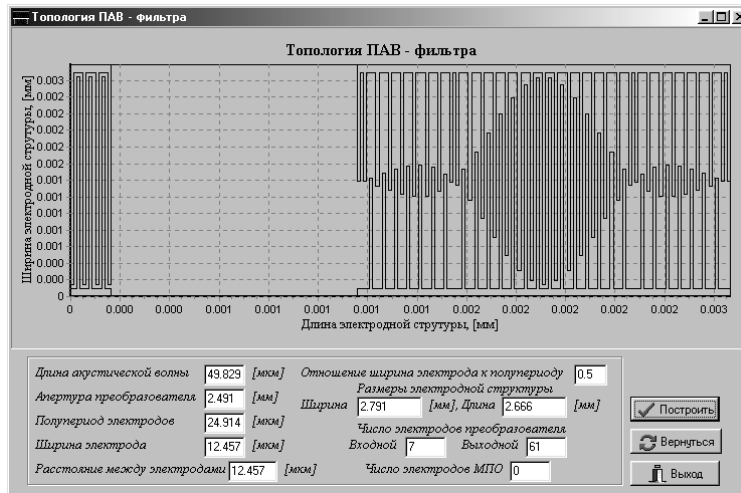 Топология ПАВ - фильтра
Топология ПАВ - фильтра
Ширина электродной струтуры, [мм]
0.003
0.002
0.002
0.002
0.002
0.002
0.001
0.001
0.001
0.001
0.001
0.000
0.000
0
0 0.000 0.000 0.001 0.001 0.001 0.001 0.001 0.002 0.002 0.002 0.002 0.002 0.003
Длина электродной струтуры, [мм]
Длина акустической волны 49.829 [мкм] Отношение ширина электрода к полупериоду 0.5
Апертура преобразователя 2.491 [мкм] Размеры электродной структуры
Ширина 2.791 [мм], Длина 2.666 [мм]
Полупериод электродов 24.914 [мкм] Число электродов преобразователя
Ширина электрода 12.457 [мкм] Входной 7 Выходной 61
Расстояние между электродами 12.457 [мкм] Число электродов МПО 0
Построить
Вернуться
Выход